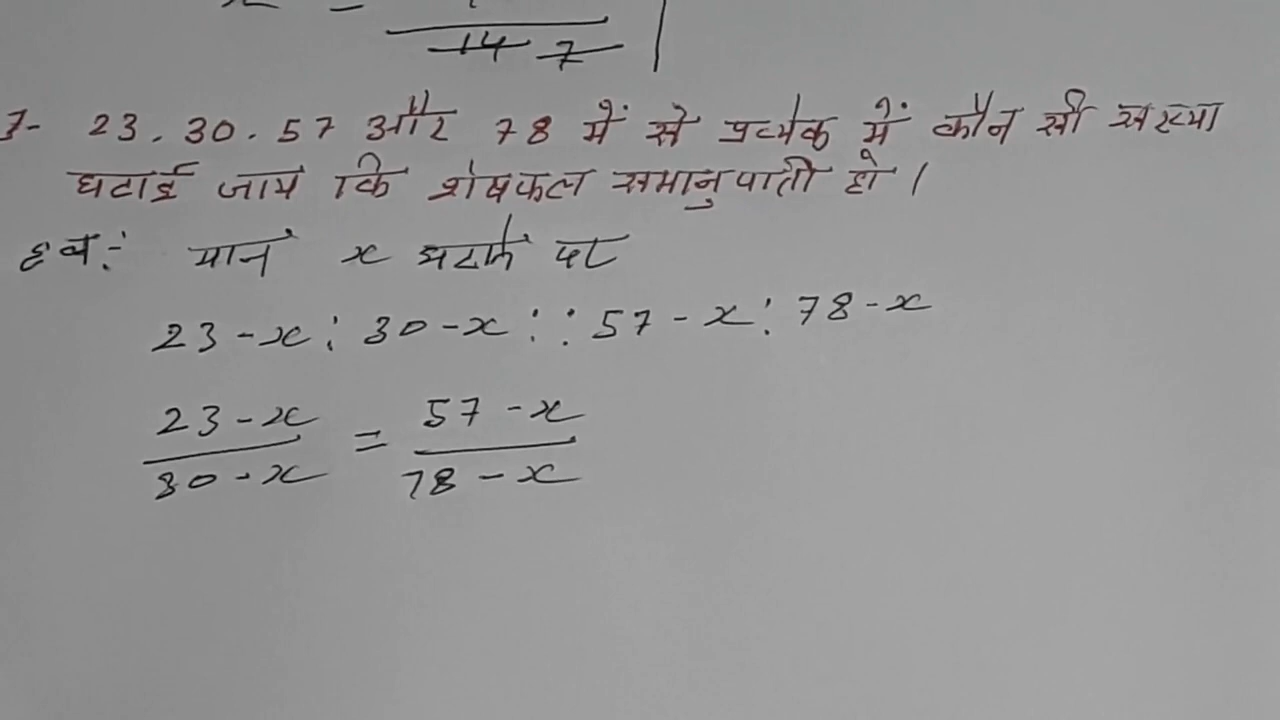 x = 14 7
7- 23. 30. 57 और 78 में से प्रत्येक में कौन सी संख्या
घटाई जाय कि शेषफल समानुपाती हो।
हल:- माना x घटाने पर
23-x : 30-x :: 57-x : 78-x
23-x / 30-x = 57-x / 78-x